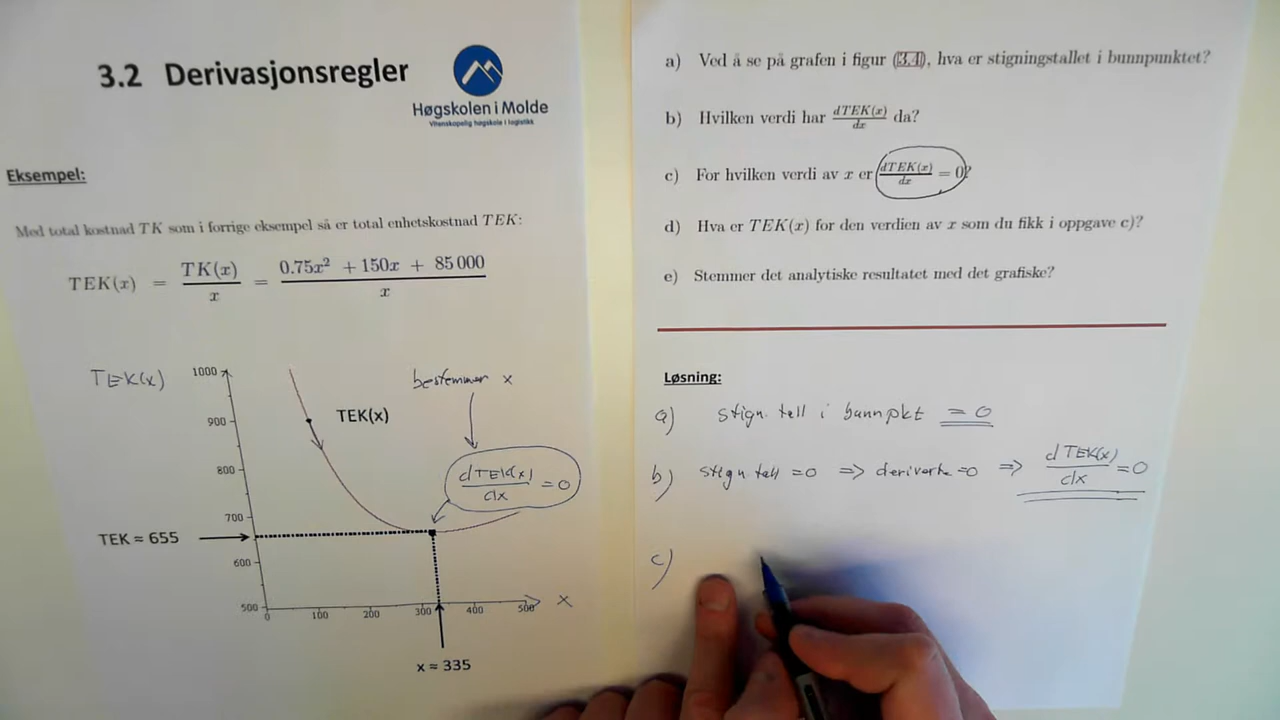 3.2 Derivasjonsregler
Høgskolen i Molde
Vitenskapelig høgskole i logistikk
Eksempel:
Med total kostnad TK som i forrige eksempel så er total enhetskostnad TEK:
TEK(x) = TK(x)/x = 0.75x² + 150x + 85 000/x
TEK(x)
1000
900
800
700
600
500
0
100
200
300
400
500
x
TEK(x)
bestemmer x
dTEK(x)/dx = 0
TEK ≈ 655
x ≈ 335
a) Ved å se på grafen i figur (3.4), hva er stigningstallet i bunnpunktet?
b) Hvilken verdi har dTEK(x)/dx da?
c) For hvilken verdi av x er dTEK(x)/dx = 0?
d) Hva er TEK(x) for den verdien av x som du fikk i oppgave c)?
e) Stemmer det analytiske resultatet med det grafiske?
Løsning:
a) stign. tall i bunnpkt = 0
b) stign. tall = 0 ⇒ deriverte = 0 ⇒ dTEK(x)/dx = 0
c)